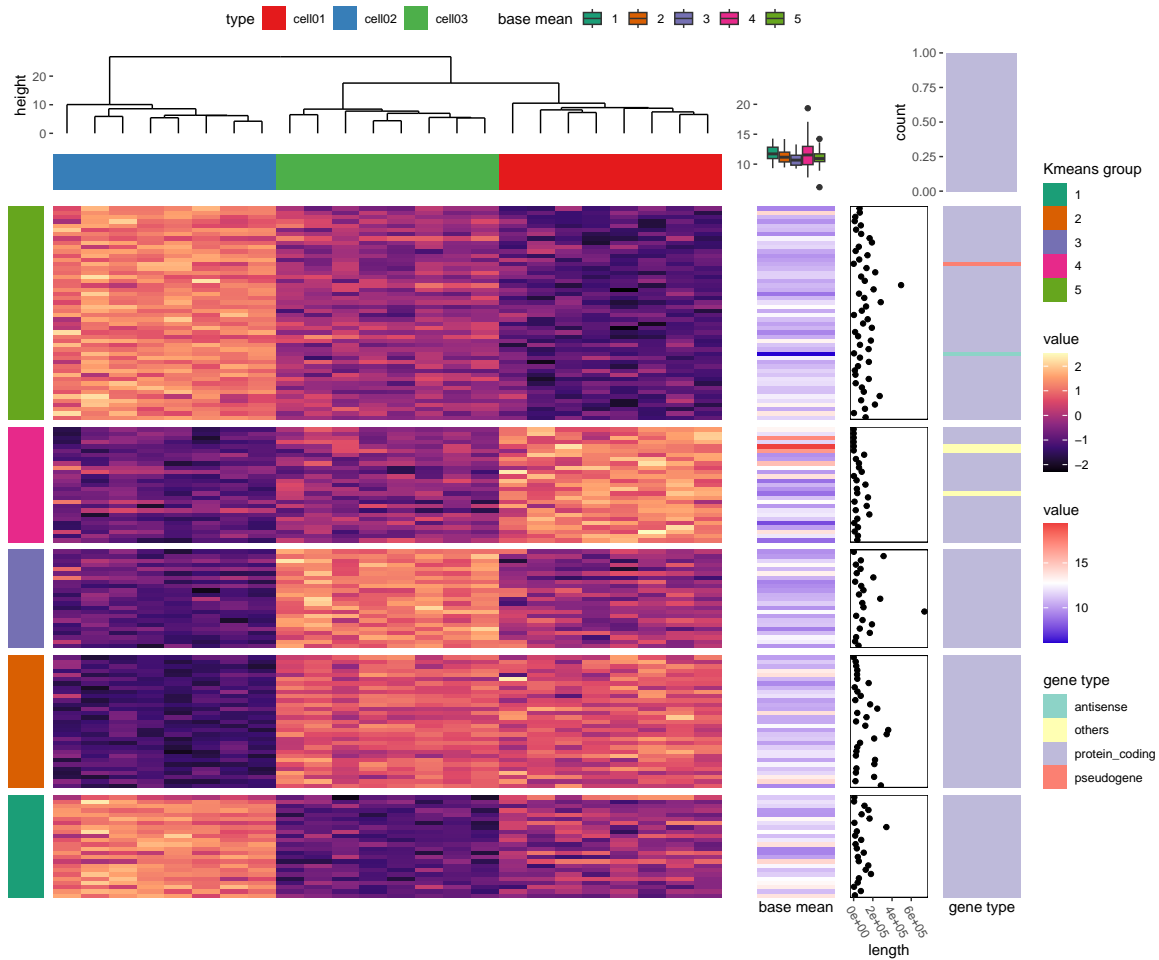 type cell01 cell02 cell03 base mean 1 2 3 4 5
height
20
10
0
20
15
10
count
1.00
0.75
0.50
0.25
0.00
Kmeans group
1
2
3
4
5
value
2
1
0
−1
−2
value
15
10
gene type
antisense
others
protein_coding
pseudogene
base mean
0e+00
2e+05
4e+05
6e+05
length
gene type